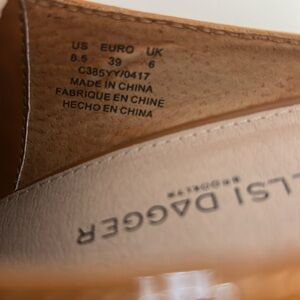 US EURO UK
8.5 39 6
C385YY/0417
MADE IN CHINA
FABRIQUE EN CHINE
HECHO EN CHINA
LLSI DAGGER
BROOKLYN